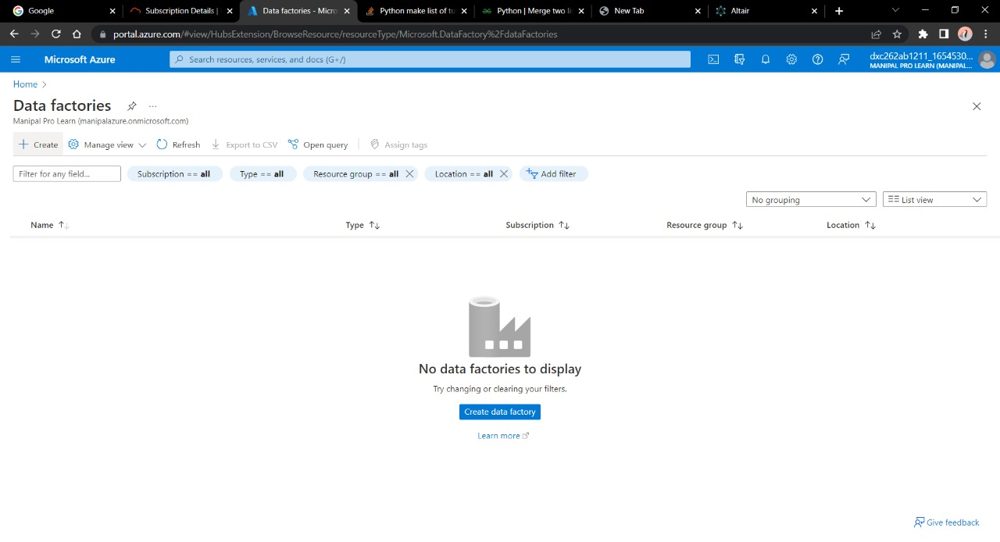 Google
Subscription Details |
Data factories - Micro
Python make list of tu
Python | Merge two li
New Tab
Altair
portal.azure.com/#view/HubsExtension/BrowseResource/resourceType/Microsoft.DataFactory%2FdataFactories
Microsoft Azure
Search resources, services, and docs (G+/)
dxc262ab1211_1654530...
MANIPAL PRO LEARN (MANIPAL...
Home
Data factories
...
Manipal Pro Learn (manipalazure.onmicrosoft.com)
Create
Manage view
Refresh
Export to CSV
Open query
Assign tags
Filter for any field...
Subscription == all
Type == all
Resource group == all
Location == all
Add filter
No grouping
List view
Name
Type
Subscription
Resource group
Location
No data factories to display
Try changing or clearing your filters.
Create data factory
Learn more
Give feedback